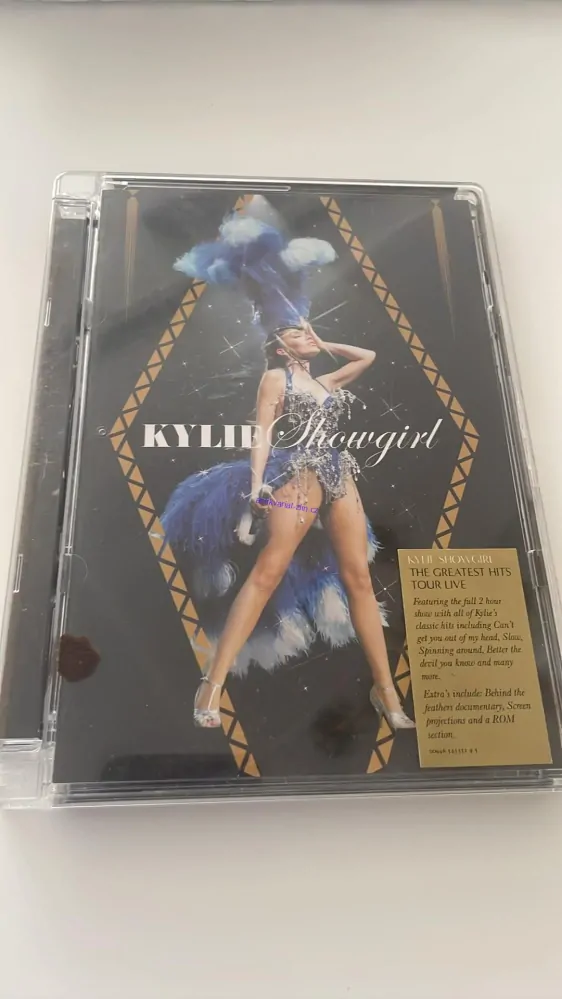 KYLIE Showgirl
KYLIE SHOWGIRL
THE GREATEST HITS
TOUR LIVE
Featuring the full 2 hour
show with all of Kylie's
classic hits including Can't
get you out of my head, Slow,
Spinning around, Better the
devil you know and many
more.
Extra's include: Behind the
feathers documentary, Screen
projections and a ROM
section.